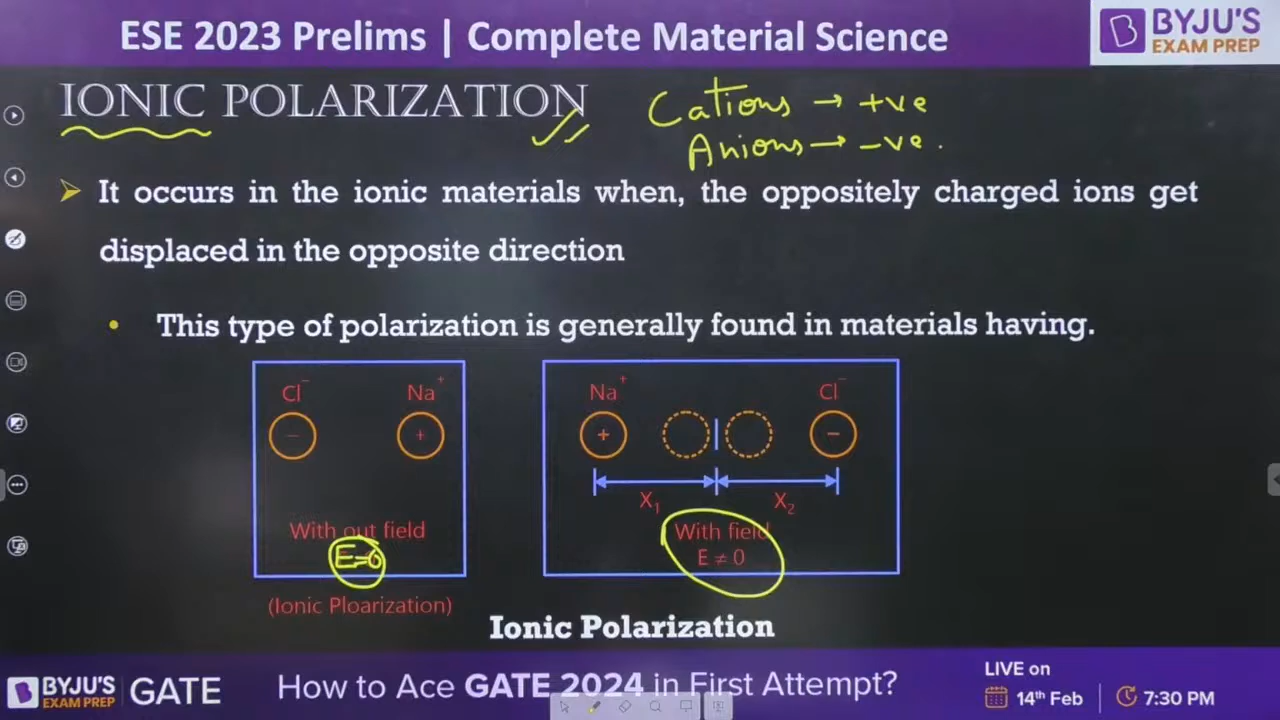 ESE 2023 Prelims | Complete Material Science
BYJU'S
EXAM PREP
IONIC POLARIZATION
Cations → +ve
Anions → -ve.
It occurs in the ionic materials when, the oppositely charged ions get
displaced in the opposite direction
This type of polarization is generally found in materials having.
Cl⁻ Na⁺
− +
With out field
E=0
(Ionic Ploarization)
Na⁺ Cl⁻
+ −
X₁ X₂
With field
E ≠ 0
Ionic Polarization
BYJU'S
EXAM PREP
GATE
How to Ace GATE 2024 in First Attempt?
LIVE on
14th Feb
7:30 PM